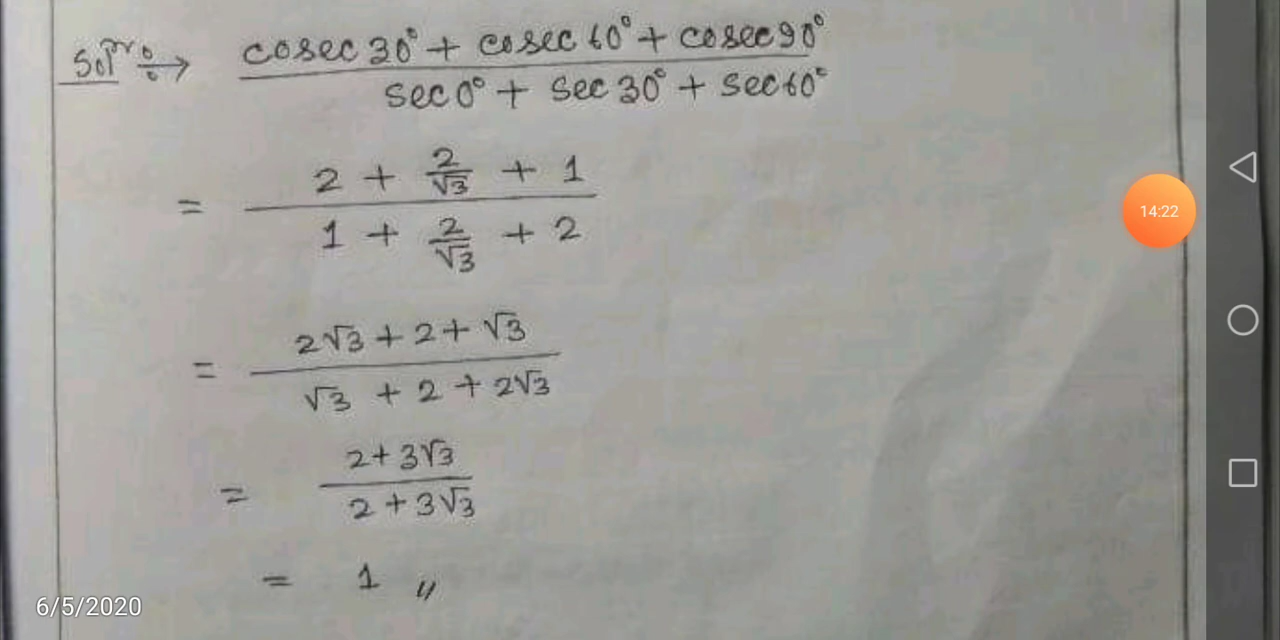 Solⁿ ÷→ cosec 30° + cosec 60° + cosec 90° / sec 0° + sec 30° + sec 60°
= 2 + 2/√3 + 1 / 1 + 2/√3 + 2
= 2√3 + 2 + √3 / √3 + 2 + 2√3
= 2 + 3√3 / 2 + 3√3
= 1 〃
14:22
6/5/2020